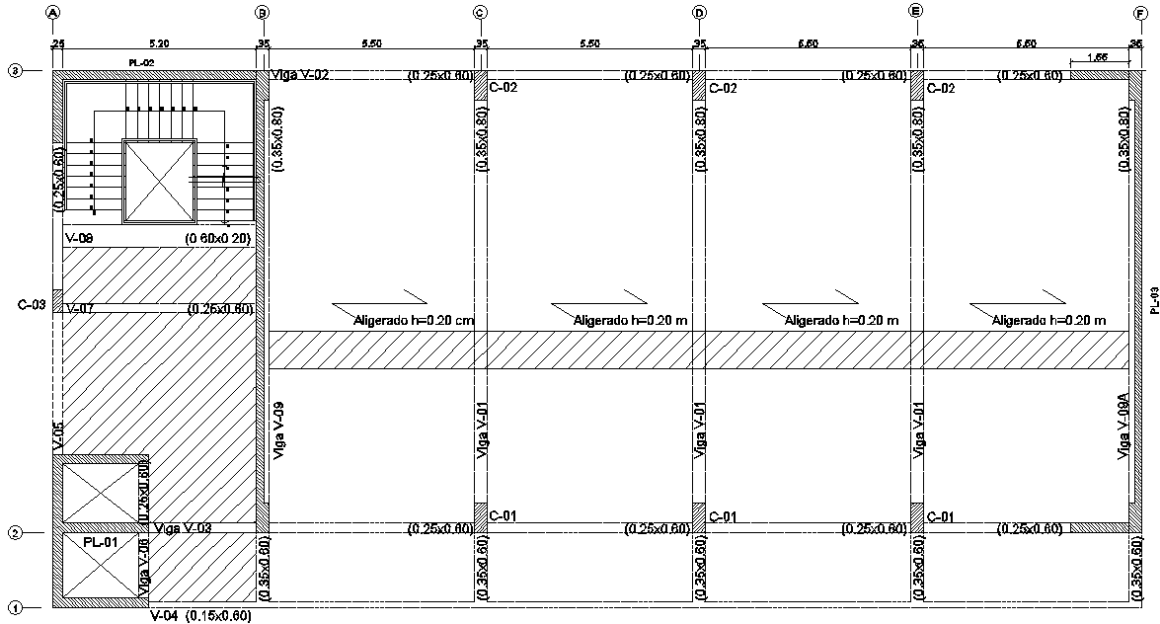 A B C D E F
.25 5.20 .35 5.50 .35 5.50 .35 5.50 .35 5.50 .35
PL-02
3
Viga V-02 (0.25x0.60) (0.25x0.60) (0.25x0.60) (0.25x0.60) 1.55
C-02 C-02 C-02
(0.35x0.80) (0.35x0.80) (0.35x0.80) (0.35x0.80) (0.35x0.80)
(0.25x0.60)
V-08 (0.60x0.20)
C-03 V-07 (0.25x0.60)
PL-03
Aligerado h=0.20 cm Aligerado h=0.20 m Aligerado h=0.20 m Aligerado h=0.20 m
V-05 Viga V-09 Viga V-01 Viga V-01 Viga V-01 Viga V-09A
(0.25x0.60)
C-01 C-01 C-01
2
Viga V-03 (0.25x0.60) (0.25x0.60) (0.25x0.60) (0.25x0.60)
PL-01
Viga V-06 (0.35x0.60) (0.35x0.60) (0.35x0.60) (0.35x0.60) (0.35x0.60)
1
V-04 (0.15x0.60)